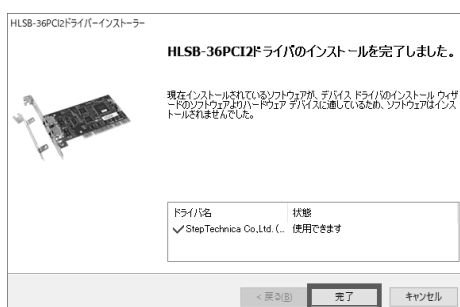 HLSB-36PCI2ドライバーインストーラー
HLSB-36PCI2ドライバのインストールを完了しました。
現在インストールされているソフトウェアが、デバイス ドライバのインストール ウィザ
ードのソフトウェアよりハードウェア デバイスに適しているため、ソフトウェアはインス
トールされませんでした。
ドライバ名 状態
StepTechnica Co.,Ltd. (... 使用できます
< 戻る(B) 完了 キャンセル